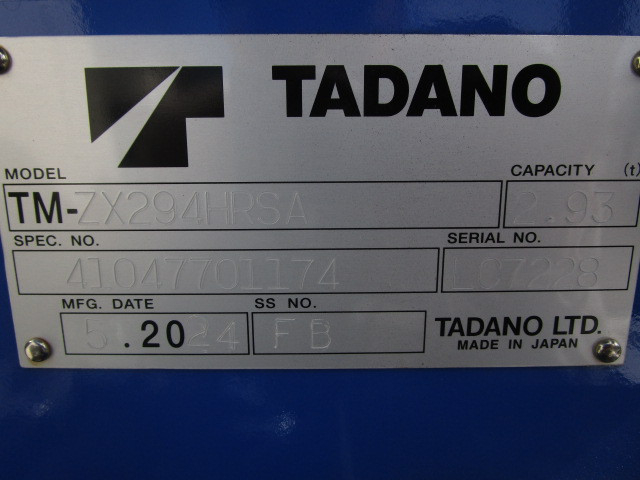 TADANO
MODEL CAPACITY (t)
TM-ZX294HRSA 2.93
SPEC. NO. SERIAL NO.
41047701174 LC7228
MFG. DATE SS NO.
5.2024 FB TADANO LTD.
MADE IN JAPAN